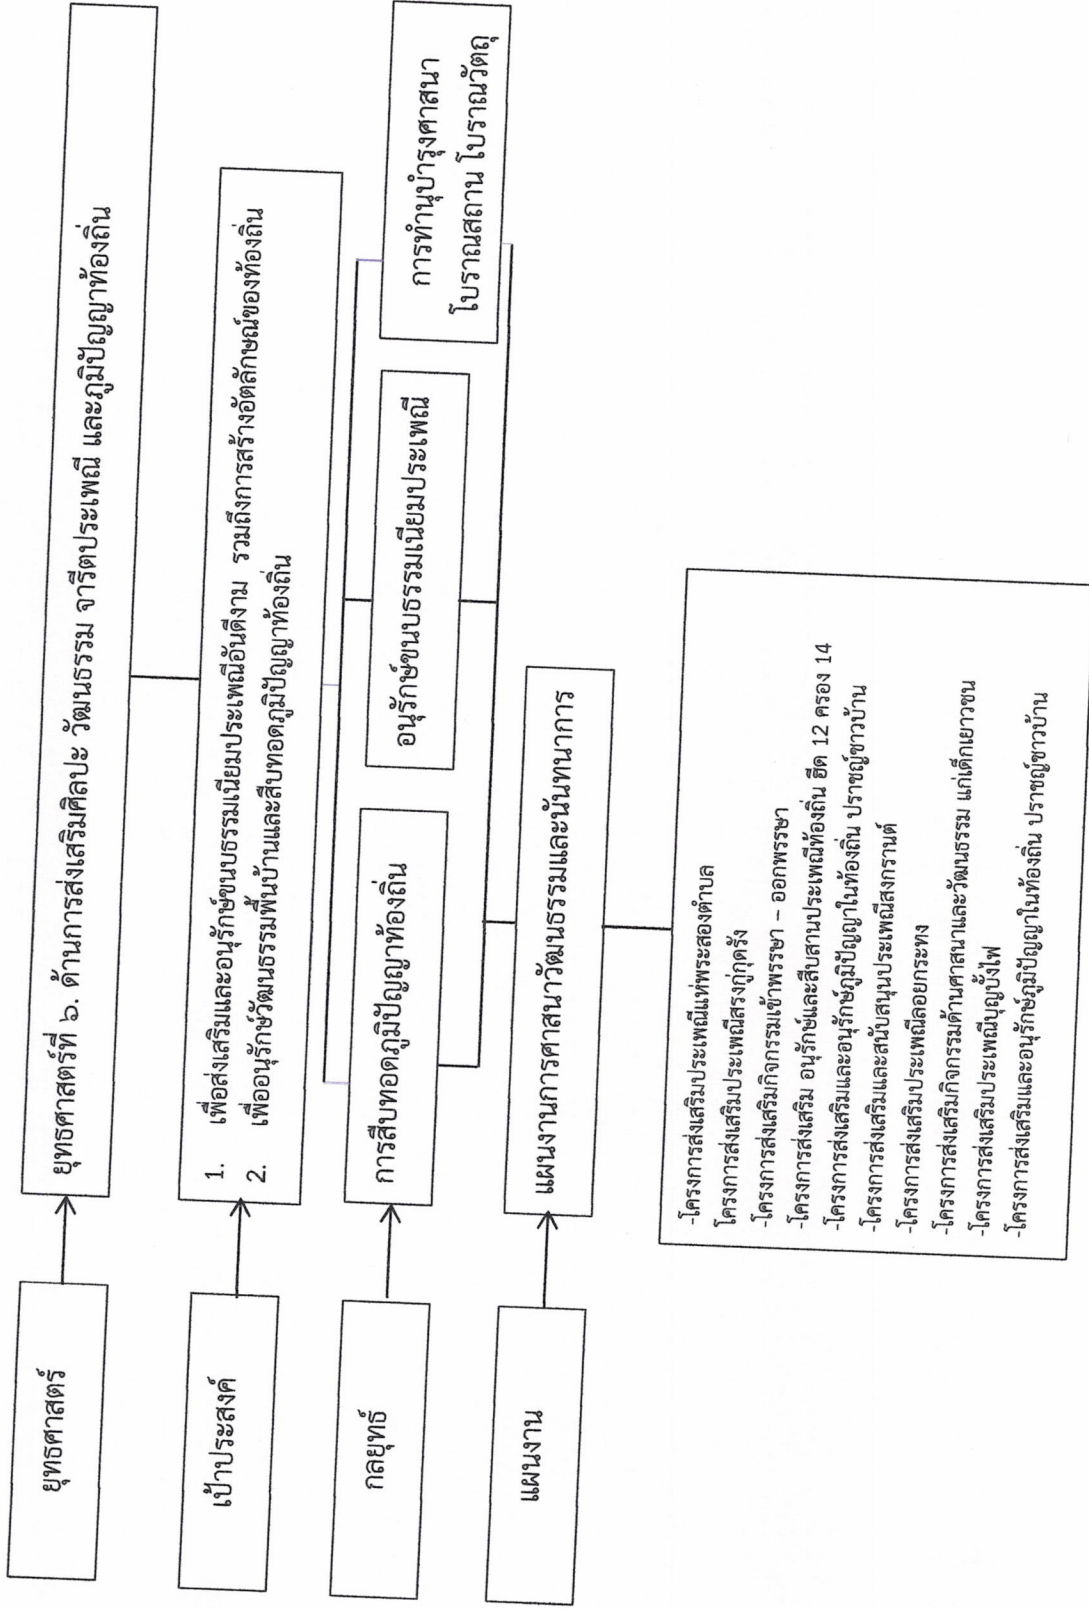 ยุทธศาสตร์
ยุทธศาสตร์ที่ ๖. ด้านการส่งเสริมศิลปะ วัฒนธรรม จารีตประเพณี และภูมิปัญญาท้องถิ่น
เป้าประสงค์
1. เพื่อส่งเสริมและอนุรักษ์ขนบธรรมเนียมประเพณีอันดีงาม รวมถึงการสร้างอัตลักษณ์ของท้องถิ่น
2. เพื่ออนุรักษ์วัฒนธรรมพื้นบ้านและสืบทอดภูมิปัญญาท้องถิ่น
กลยุทธ์
การสืบทอดภูมิปัญญาท้องถิ่น
อนุรักษ์ขนบธรรมเนียมประเพณี
การทำนุบำรุงศาสนา
โบราณสถาน โบราณวัตถุ
แผนงาน
แผนงานการศาสนาวัฒนธรรมและนันทนาการ
-โครงการส่งเสริมประเพณีแห่พระสองตำบล
โครงการส่งเสริมประเพณีสรงกู่กุดรัง
-โครงการส่งเสริมกิจกรรมเข้าพรรษา – ออกพรรษา
-โครงการส่งเสริม อนุรักษ์และสืบสานประเพณีท้องถิ่น ฮีต 12 ครอง 14
-โครงการส่งเสริมและอนุรักษ์ภูมิปัญญาในท้องถิ่น ปราชญ์ชาวบ้าน
-โครงการส่งเสริมและสนับสนุนประเพณีสงกรานต์
-โครงการส่งเสริมประเพณีลอยกระทง
-โครงการส่งเสริมกิจกรรมด้านศาสนาและวัฒนธรรม แก่เด็กเยาวชน
-โครงการส่งเสริมประเพณีบุญบั้งไฟ
-โครงการส่งเสริมและอนุรักษ์ภูมิปัญญาในท้องถิ่น ปราชญ์ชาวบ้าน